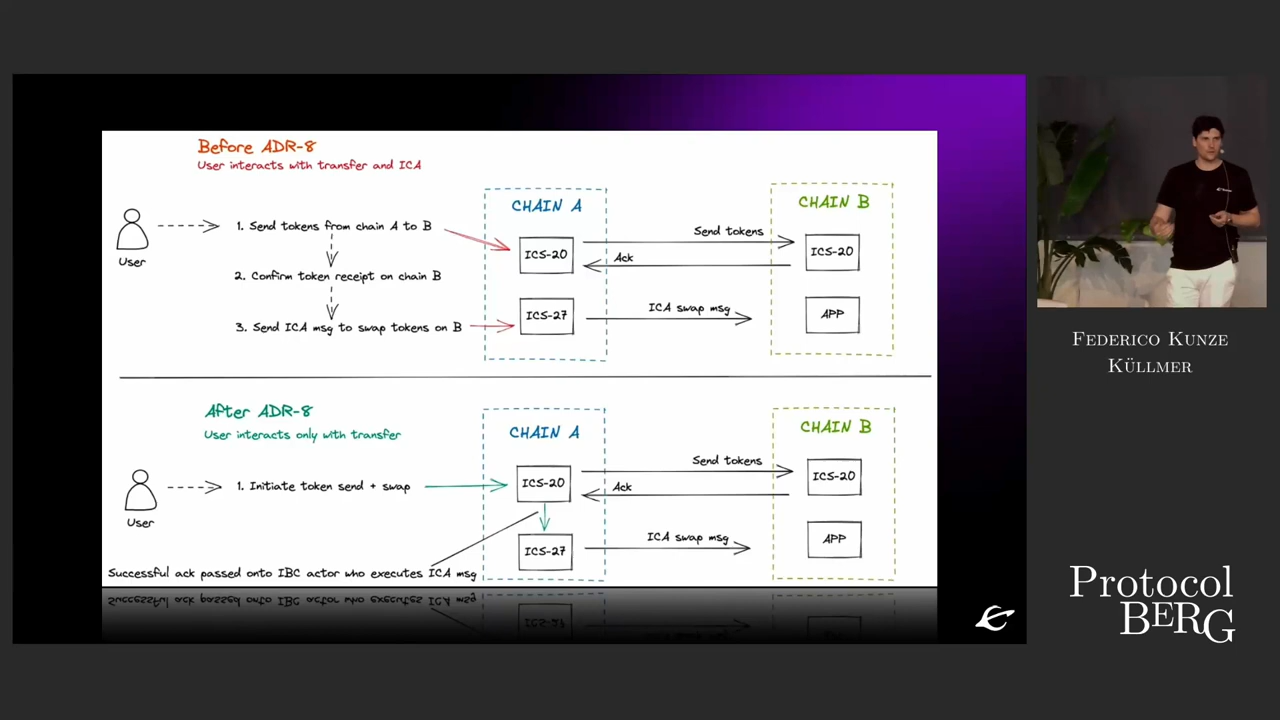 Before ADR-8
User interacts with transfer and ICA
User
1. Send tokens from chain A to B
2. Confirm token receipt on chain B
3. Send ICA msg to swap tokens on B
CHAIN A
ICS-20
ICS-27
Send tokens
Ack
ICA swap msg
CHAIN B
ICS-20
APP
After ADR-8
User interacts only with transfer
User
1. Initiate token send + swap
Successful ack passed onto IBC actor who executes ICA msg
CHAIN A
ICS-20
ICS-27
Send tokens
Ack
ICA swap msg
CHAIN B
ICS-20
APP
FEDERICO KUNZE
KÜLLMER
Protocol
BERG